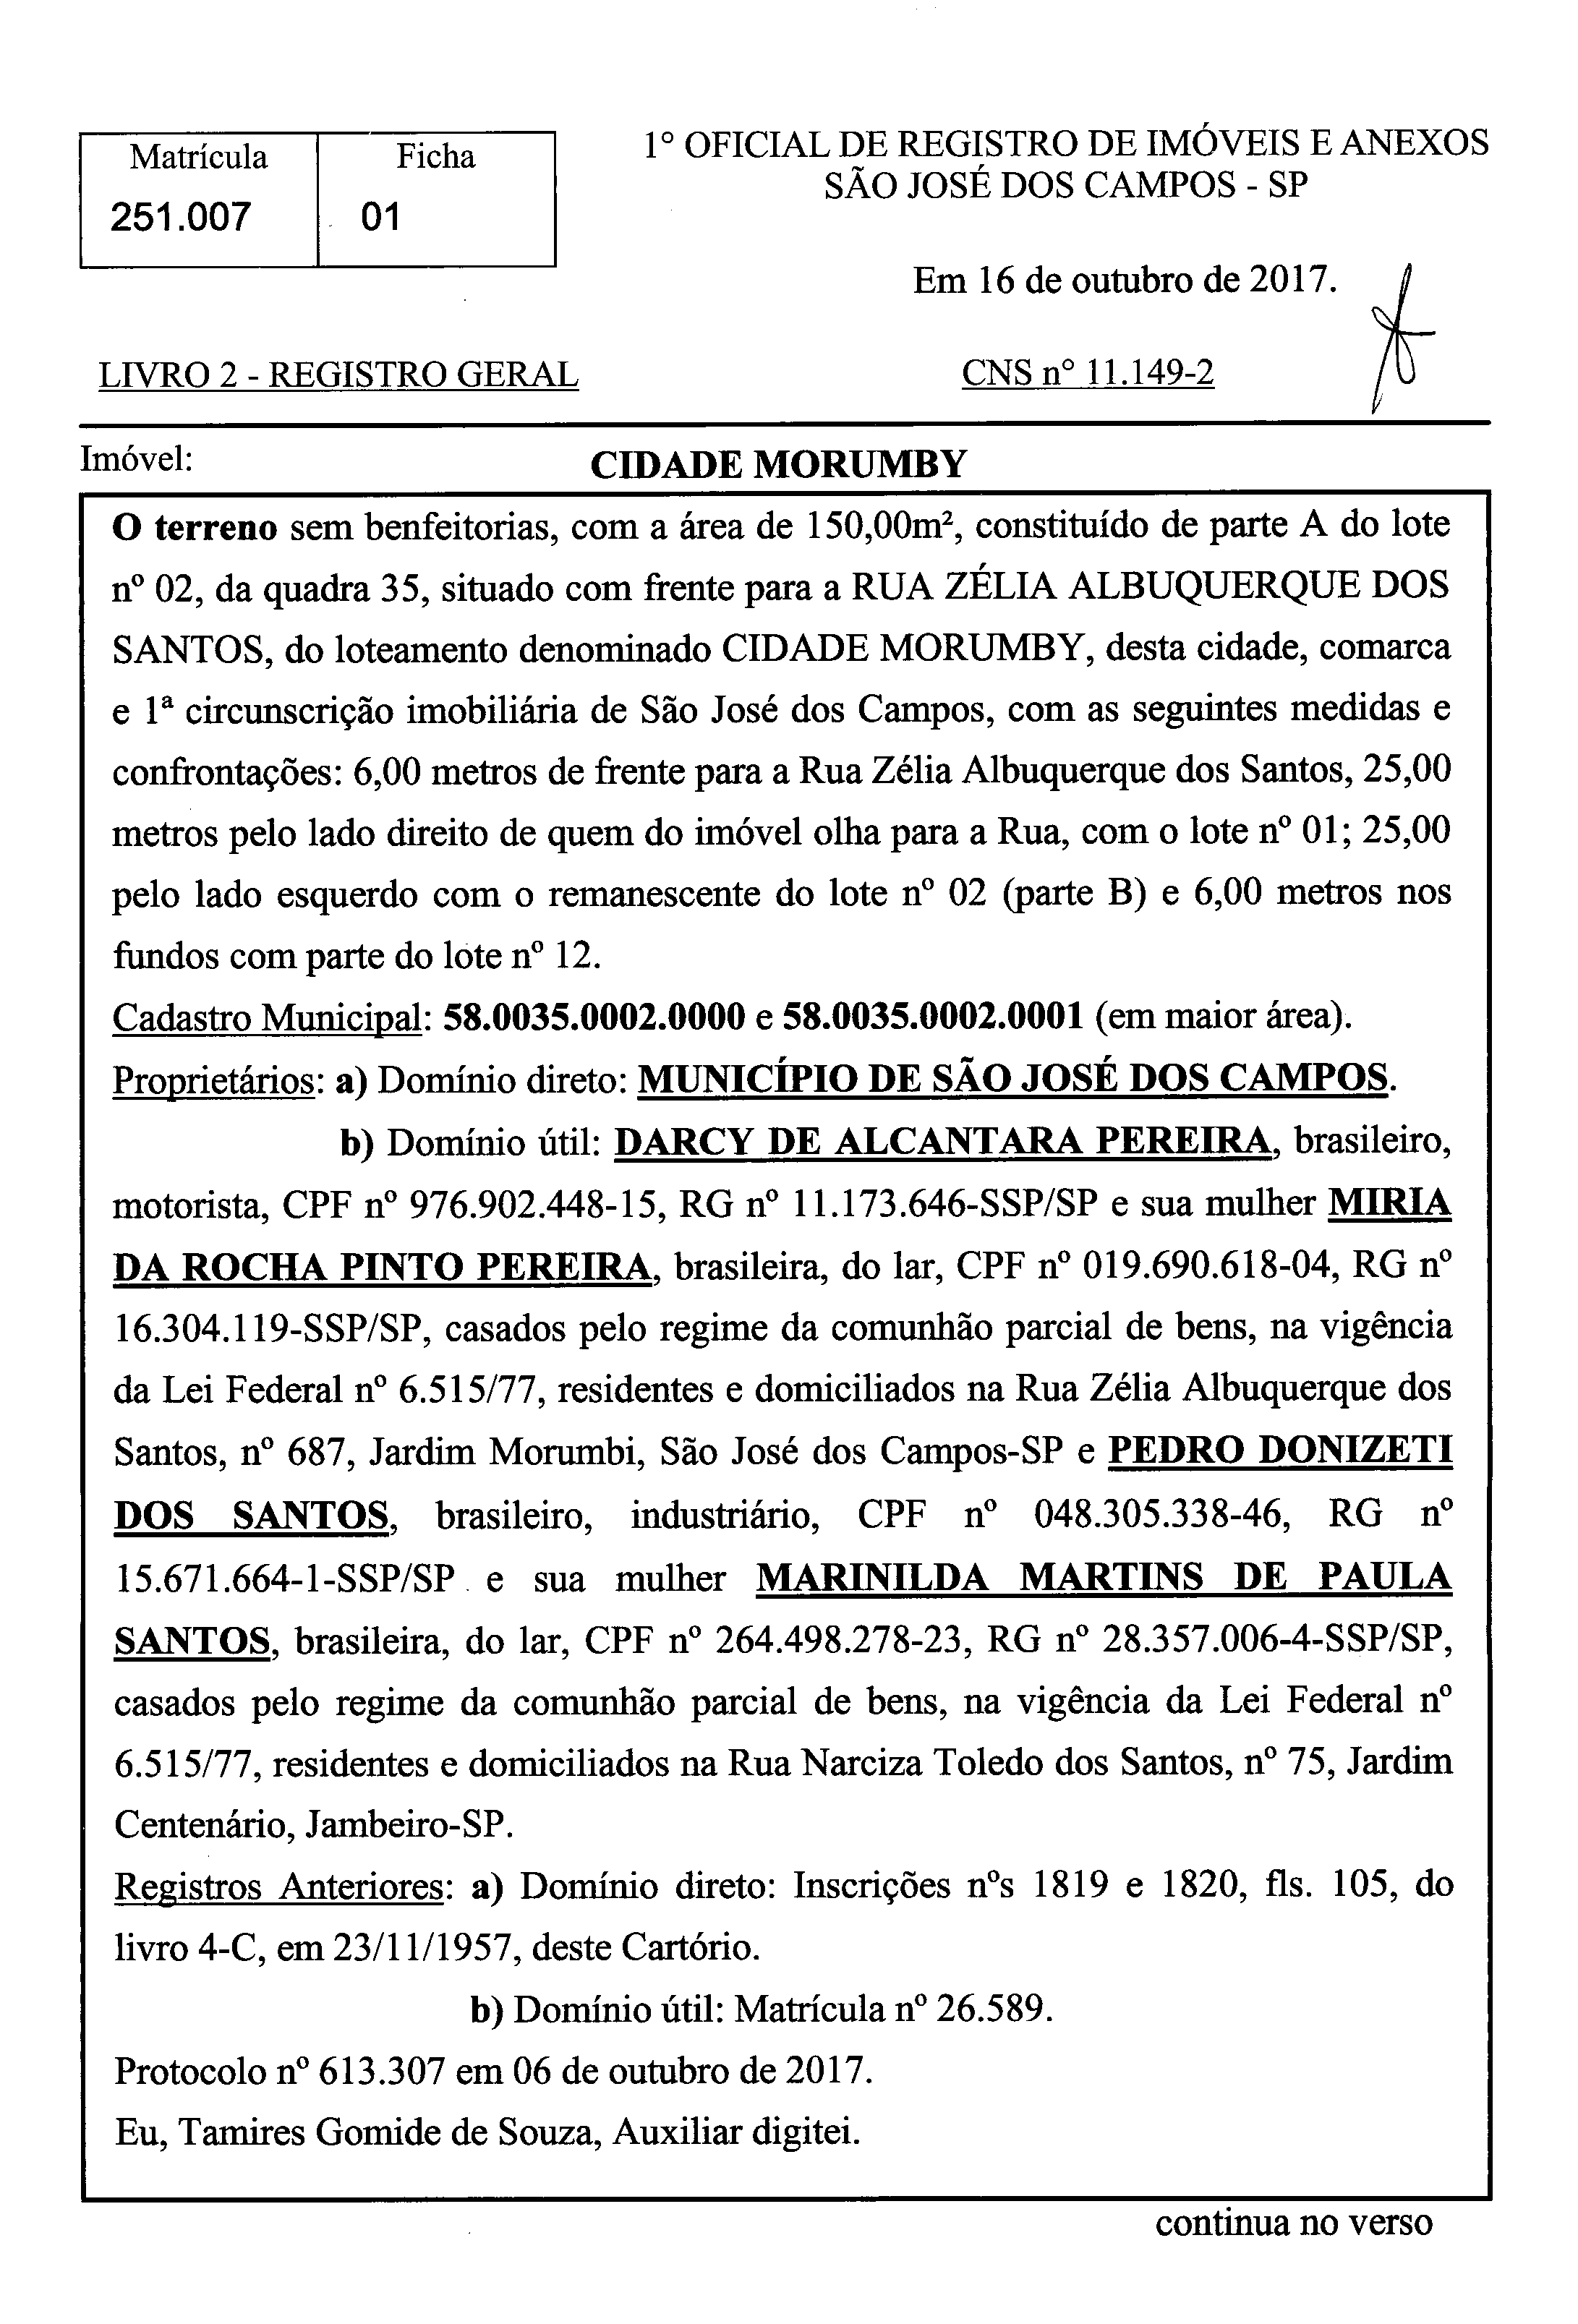 Matrícula
Ficha
251.007
01
1° OFICIAL DE REGISTRO DE IMÓVEIS E ANEXOS
SÃO JOSÉ DOS CAMPOS - SP
Em 16 de outubro de 2017.
LIVRO 2 - REGISTRO GERAL
CNS n° 11.149-2
Imóvel:
CIDADE MORUMBY
O terreno sem benfeitorias, com a área de 150,00m², constituído de parte A do lote
nº 02, da quadra 35, situado com frente para a RUA ZÉLIA ALBUQUERQUE DOS
SANTOS, do loteamento denominado CIDADE MORUMBY, desta cidade, comarca
e 1ª circunscrição imobiliária de São José dos Campos, com as seguintes medidas e
confrontações: 6,00 metros de frente para a Rua Zélia Albuquerque dos Santos, 25,00
metros pelo lado direito de quem do imóvel olha para a Rua, com o lote nº 01; 25,00
pelo lado esquerdo com o remanescente do lote nº 02 (parte B) e 6,00 metros nos
fundos com parte do lote nº 12.
Cadastro Municipal: 58.0035.0002.0000 e 58.0035.0002.0001 (em maior área).
Proprietários: a) Domínio direto: MUNICÍPIO DE SÃO JOSÉ DOS CAMPOS.
b) Domínio útil: DARCY DE ALCANTARA PEREIRA, brasileiro,
motorista, CPF nº 976.902.448-15, RG nº 11.173.646-SSP/SP e sua mulher MIRIA
DA ROCHA PINTO PEREIRA, brasileira, do lar, CPF nº 019.690.618-04, RG nº
16.304.119-SSP/SP, casados pelo regime da comunhão parcial de bens, na vigência
da Lei Federal nº 6.515/77, residentes e domiciliados na Rua Zélia Albuquerque dos
Santos, nº 687, Jardim Morumbi, São José dos Campos-SP e PEDRO DONIZETI
DOS SANTOS, brasileiro, industriário, CPF nº 048.305.338-46, RG nº
15.671.664-1-SSP/SP e sua mulher MARINILDA MARTINS DE PAULA
SANTOS, brasileira, do lar, CPF nº 264.498.278-23, RG nº 28.357.006-4-SSP/SP,
casados pelo regime da comunhão parcial de bens, na vigência da Lei Federal nº
6.515/77, residentes e domiciliados na Rua Narciza Toledo dos Santos, nº 75, Jardim
Centenário, Jambeiro-SP.
Registros Anteriores: a) Domínio direto: Inscrições nºs 1819 e 1820, fls. 105, do
livro 4-C, em 23/11/1957, deste Cartório.
b) Domínio útil: Matrícula nº 26.589.
Protocolo nº 613.307 em 06 de outubro de 2017.
Eu, Tamires Gomide de Souza, Auxiliar digitei.
continua no verso